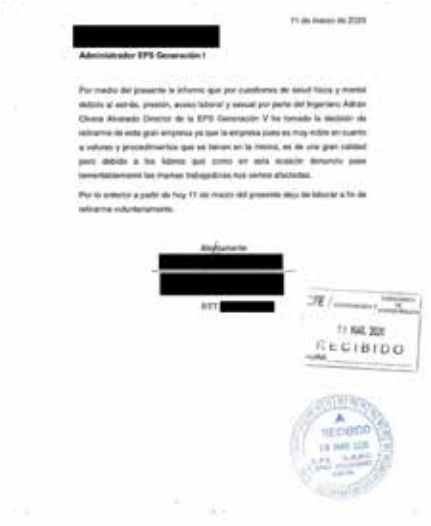 11 de marzo de 2020
Administrador EPS Generación I
Por medio del presente le informo que por cuestiones de salud física y mental
debido al estrés, presión, acoso laboral y sexual por parte del Ingeniero Adrián
Olvera Alvarado Director de la EPS Generación V he tomado la decisión de
retirarme de esta gran empresa ya que la empresa pues es muy noble en cuanto
a valores y procedimientos que se tienen en la misma, es de una gran calidad
pero debido a los líderes que como en esta ocasión denuncio pues
lamentablemente las mismas trabajadoras nos vemos afectadas.
Por lo anterior a partir de hoy 11 de marzo del presente dejo de laborar a fin de
retirarme voluntariamente.
Atentamente
RTT
CFE
11 MAR. 2020
RECIBIDO
RECIBIDO
MAR